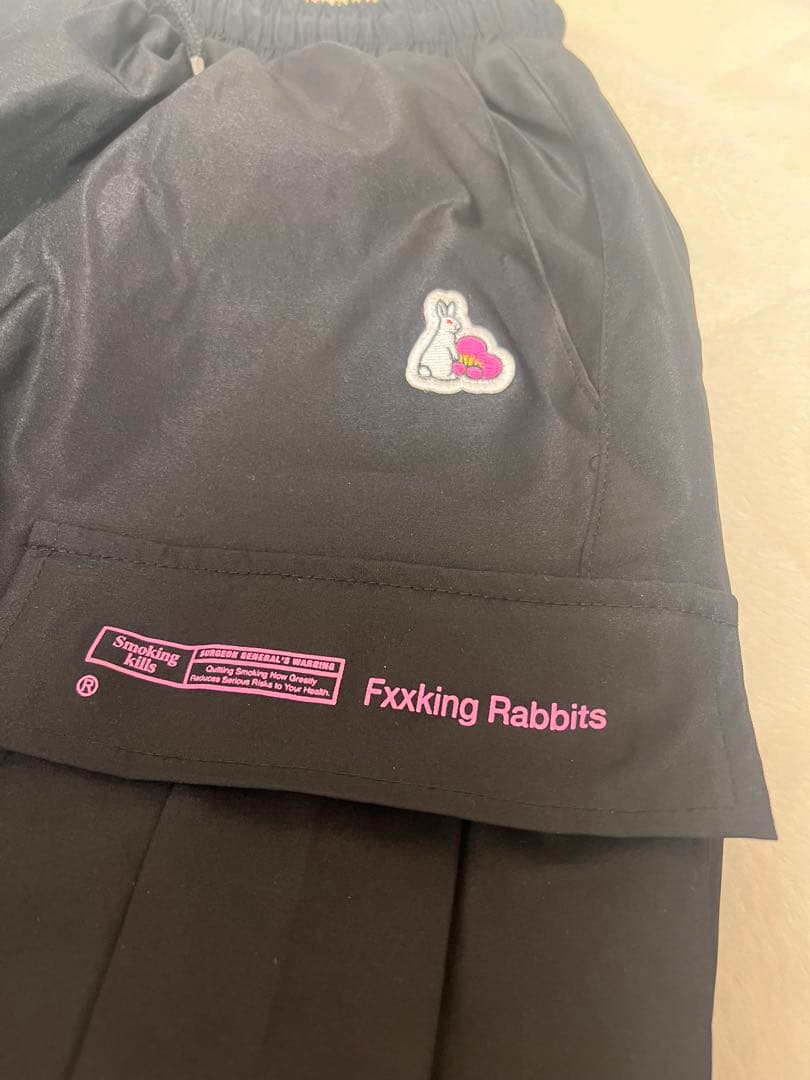 Smoking
kills
SURGEON GENERAL'S WARNING
Quitting Smoking Now Greatly
Reduces Serious Risks to Your Health.
®
Fxxking Rabbits